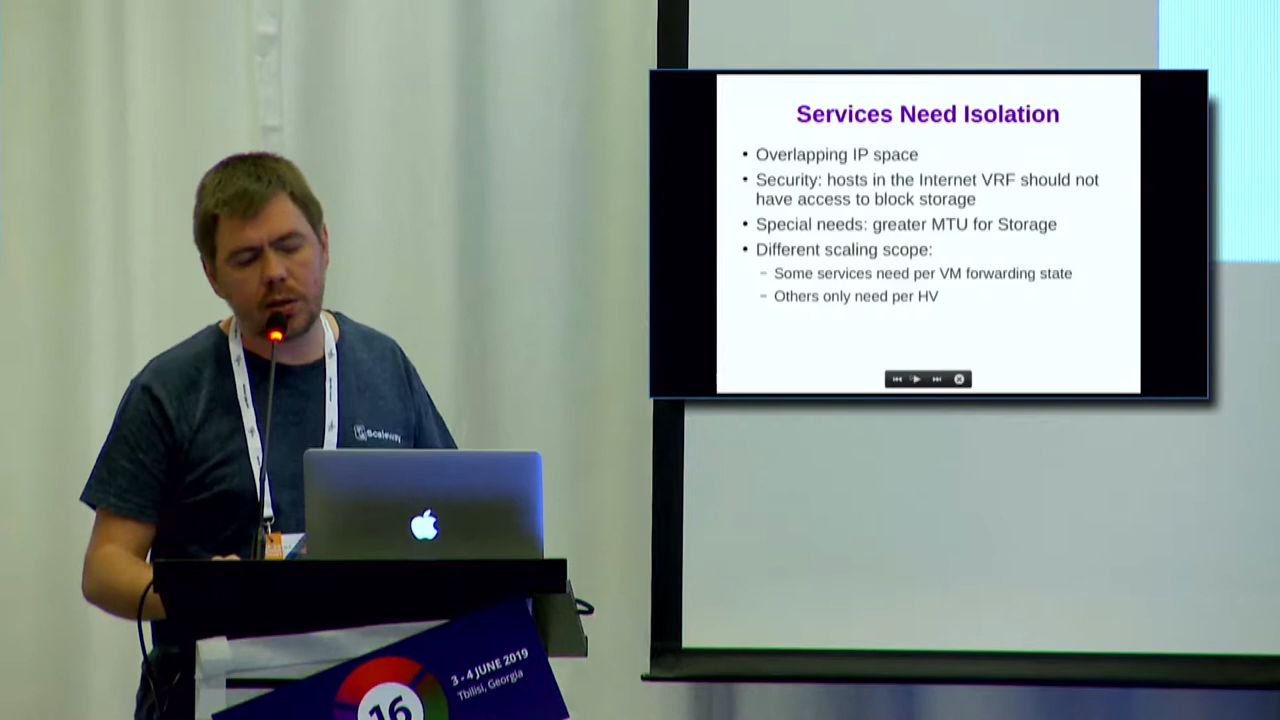 Services Need Isolation
• Overlapping IP space
• Security: hosts in the Internet VRF should not
have access to block storage
• Special needs: greater MTU for Storage
• Different scaling scope:
– Some services need per VM forwarding state
– Others only need per HV
Scaleway
3 - 4 JUNE 2019
Tbilisi, Georgia
16